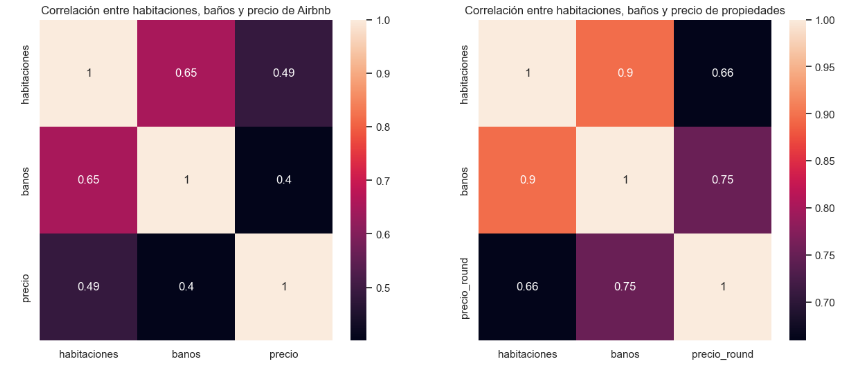 Correlación entre habitaciones, baños y precio de Airbnb
habitaciones
banos
precio
1
0.65
0.49
0.65
1
0.4
0.49
0.4
1
habitaciones
banos
precio
1.0
0.9
0.8
0.7
0.6
0.5
Correlación entre habitaciones, baños y precio de propiedades
habitaciones
banos
precio_round
1
0.9
0.66
0.9
1
0.75
0.66
0.75
1
habitaciones
banos
precio_round
1.00
0.95
0.90
0.85
0.80
0.75
0.70